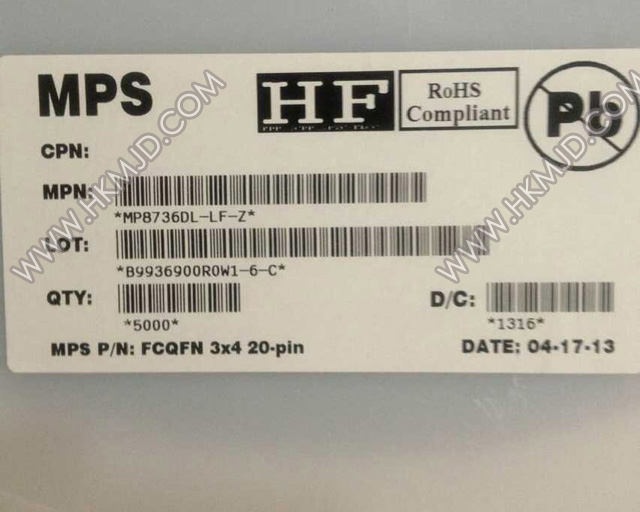 MPS
HF
RoHS
Compliant
Pb
CPN:
MPN:
*MP8736DL-LF-Z*
LOT:
*B9936900R0W1-6-C*
QTY:
*5000*
D/C:
*1316*
MPS P/N: FCQFN 3x4 20-pin
DATE: 04-17-13
WWW.HKMJD.COM
WWW.HKMJD.COM